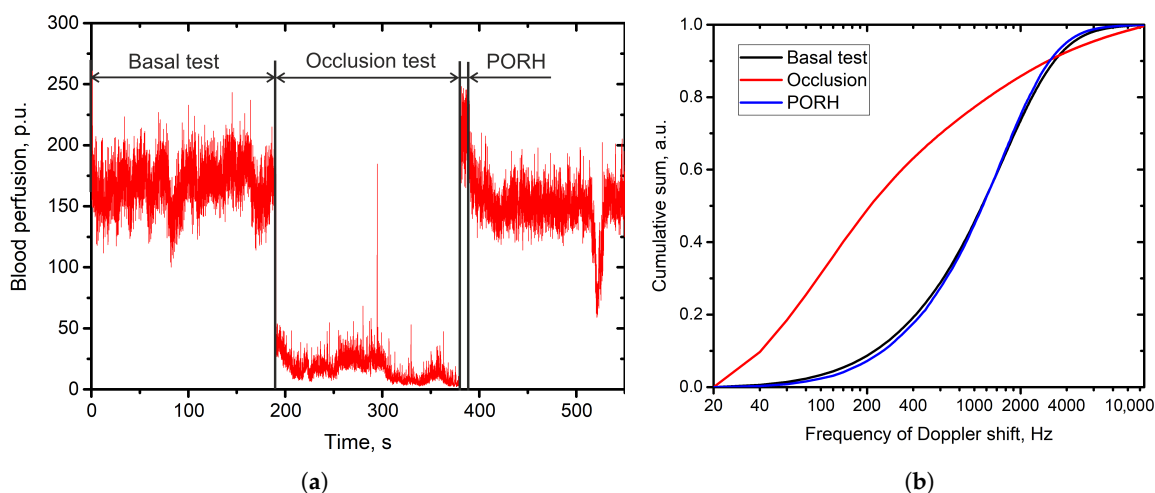 300
250
200
150
100
50
0
Blood perfusion, p.u.
Basal test
Occlusion test
PORH
0
100
200
300
400
500
Time, s
(a)
1.0
0.8
0.6
0.4
0.2
0.0
Cumulative sum, a.u.
Basal test
Occlusion
PORH
20
40
100
200
400
1000
2000
4000
10,000
Frequency of Doppler shift, Hz
(b)